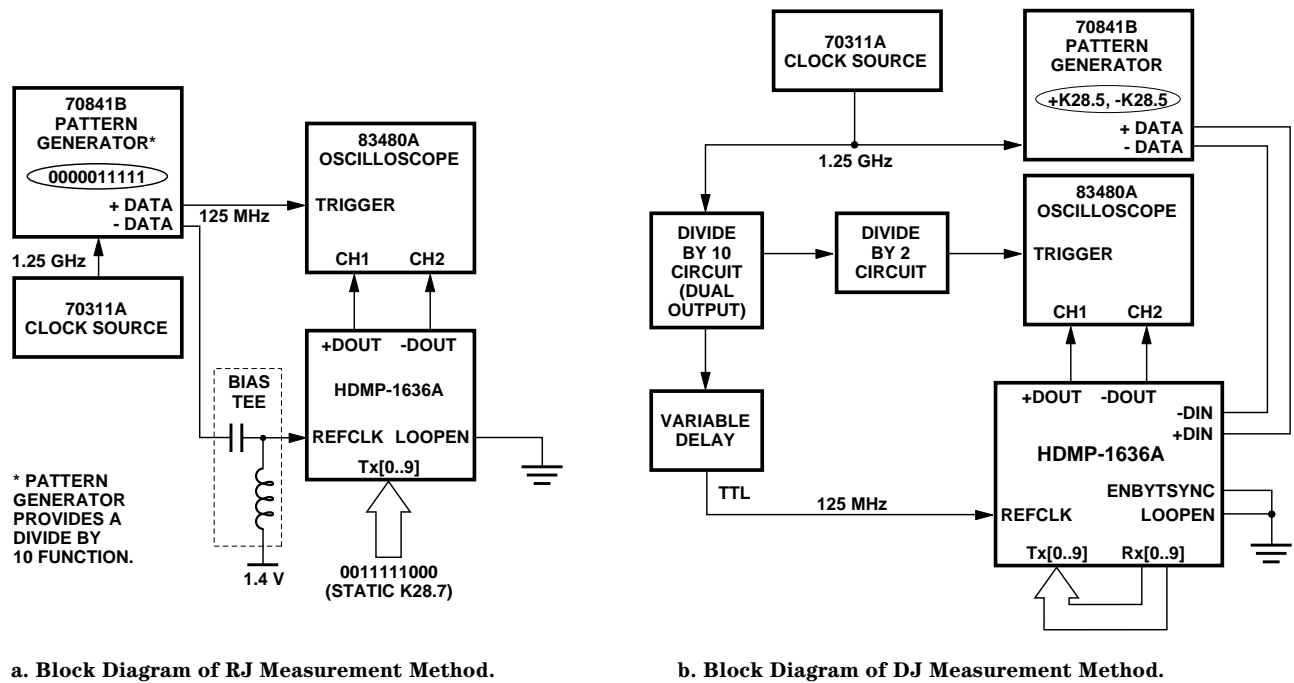 70841B
PATTERN
GENERATOR*
0000011111
+ DATA
- DATA
125 MHz
1.25 GHz
70311A
CLOCK SOURCE
83480A
OSCILLOSCOPE
TRIGGER
CH1 CH2
+DOUT -DOUT
HDMP-1636A
REFCLK LOOPEN
Tx[0..9]
BIAS
TEE
1.4 V
0011111000
(STATIC K28.7)
* PATTERN
GENERATOR
PROVIDES A
DIVIDE BY
10 FUNCTION.
a. Block Diagram of RJ Measurement Method.
70311A
CLOCK SOURCE
1.25 GHz
70841B
PATTERN
GENERATOR
+K28.5, -K28.5
+ DATA
- DATA
DIVIDE
BY 10
CIRCUIT
(DUAL
OUTPUT)
DIVIDE
BY 2
CIRCUIT
83480A
OSCILLOSCOPE
TRIGGER
CH1 CH2
VARIABLE
DELAY
TTL
125 MHz
+DOUT -DOUT
-DIN
+DIN
HDMP-1636A
ENBYTSYNC
REFCLK LOOPEN
Tx[0..9] Rx[0..9]
b. Block Diagram of DJ Measurement Method.